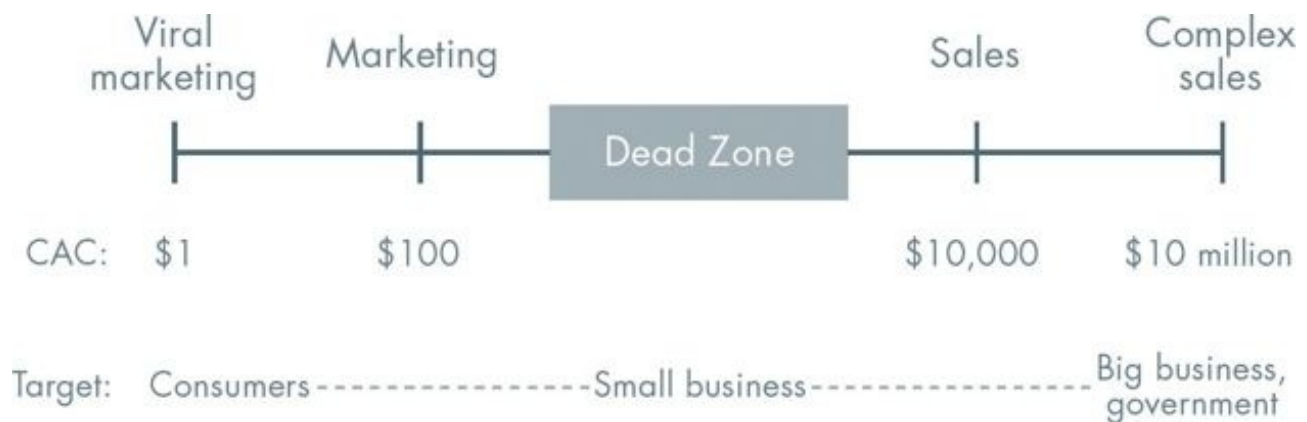 Viral
marketing
Marketing
Sales
Complex
sales
Dead Zone
CAC: $1 $100 $10,000 $10 million
Target: Consumers Small business Big business,
government